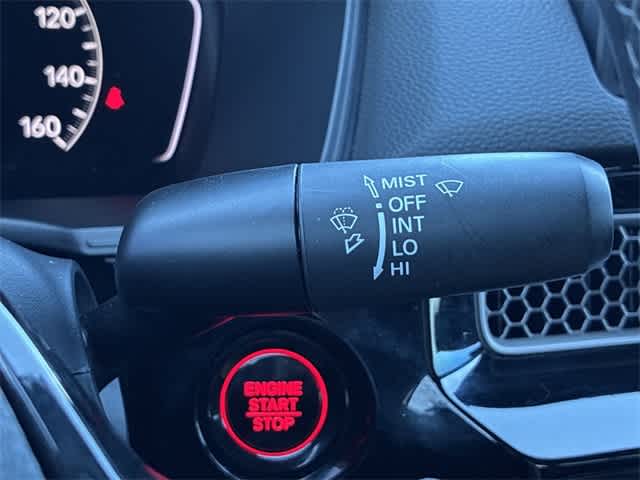 120
140
160
MIST
OFF
INT
LO
HI
ENGINE
START
STOP